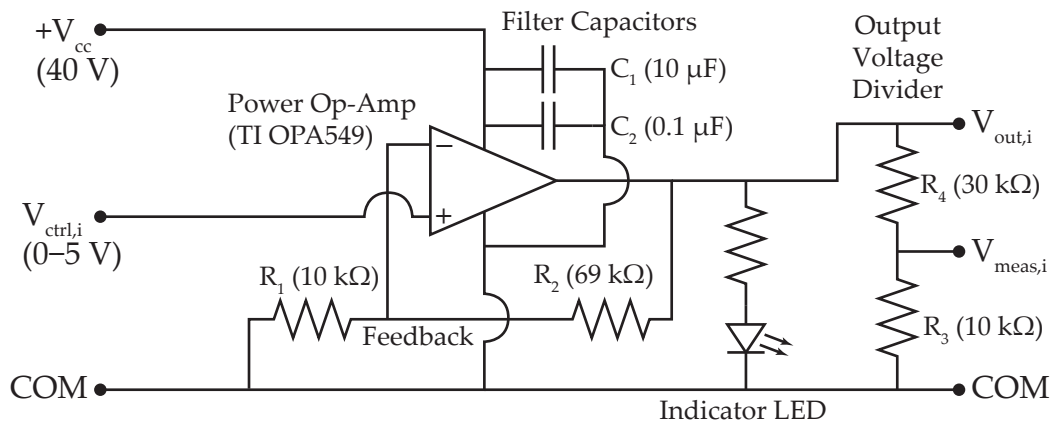 +V_cc
(40 V)
Filter Capacitors
C_1 (10 µF)
C_2 (0.1 µF)
Power Op-Amp
(TI OPA549)
−
+
Output
Voltage
Divider
V_out,i
R_4 (30 kΩ)
V_ctrl,i
(0–5 V)
V_meas,i
R_1 (10 kΩ)
R_2 (69 kΩ)
Feedback
R_3 (10 kΩ)
COM
COM
Indicator LED